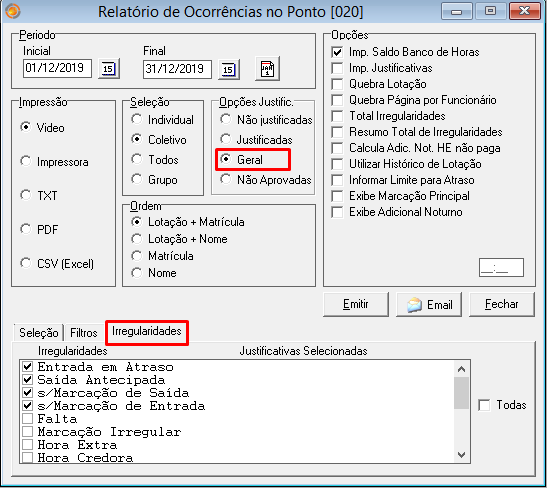 Relatório de Ocorrências no Ponto [020]
Periodo
Inicial
01/12/2019
15
Final
31/12/2019
15
JAN
1
Impressão
Video
Impressora
TXT
PDF
CSV (Excel)
Seleção
Individual
Coletivo
Todos
Grupo
Opções Justific.
Não justificadas
Justificadas
Geral
Não Aprovadas
Ordem
Lotação + Matrícula
Lotação + Nome
Matrícula
Nome
Opções
Imp. Saldo Banco de Horas
Imp. Justificativas
Quebra Lotação
Quebra Página por Funcionário
Total Irregularidades
Resumo Total de Irregularidades
Calcula Adic. Not. HE não paga
Utilizar Histórico de Lotação
Informar Limite para Atraso
Exibe Marcação Principal
Exibe Adicional Noturno
__:__
Emitir
Email
Fechar
Seleção
Filtros
Irregularidades
Irregularidades
Justificativas Selecionadas
Entrada em Atraso
Saída Antecipada
s/Marcação de Saída
s/Marcação de Entrada
Falta
Marcação Irregular
Hora Extra
Hora Credora
Todas